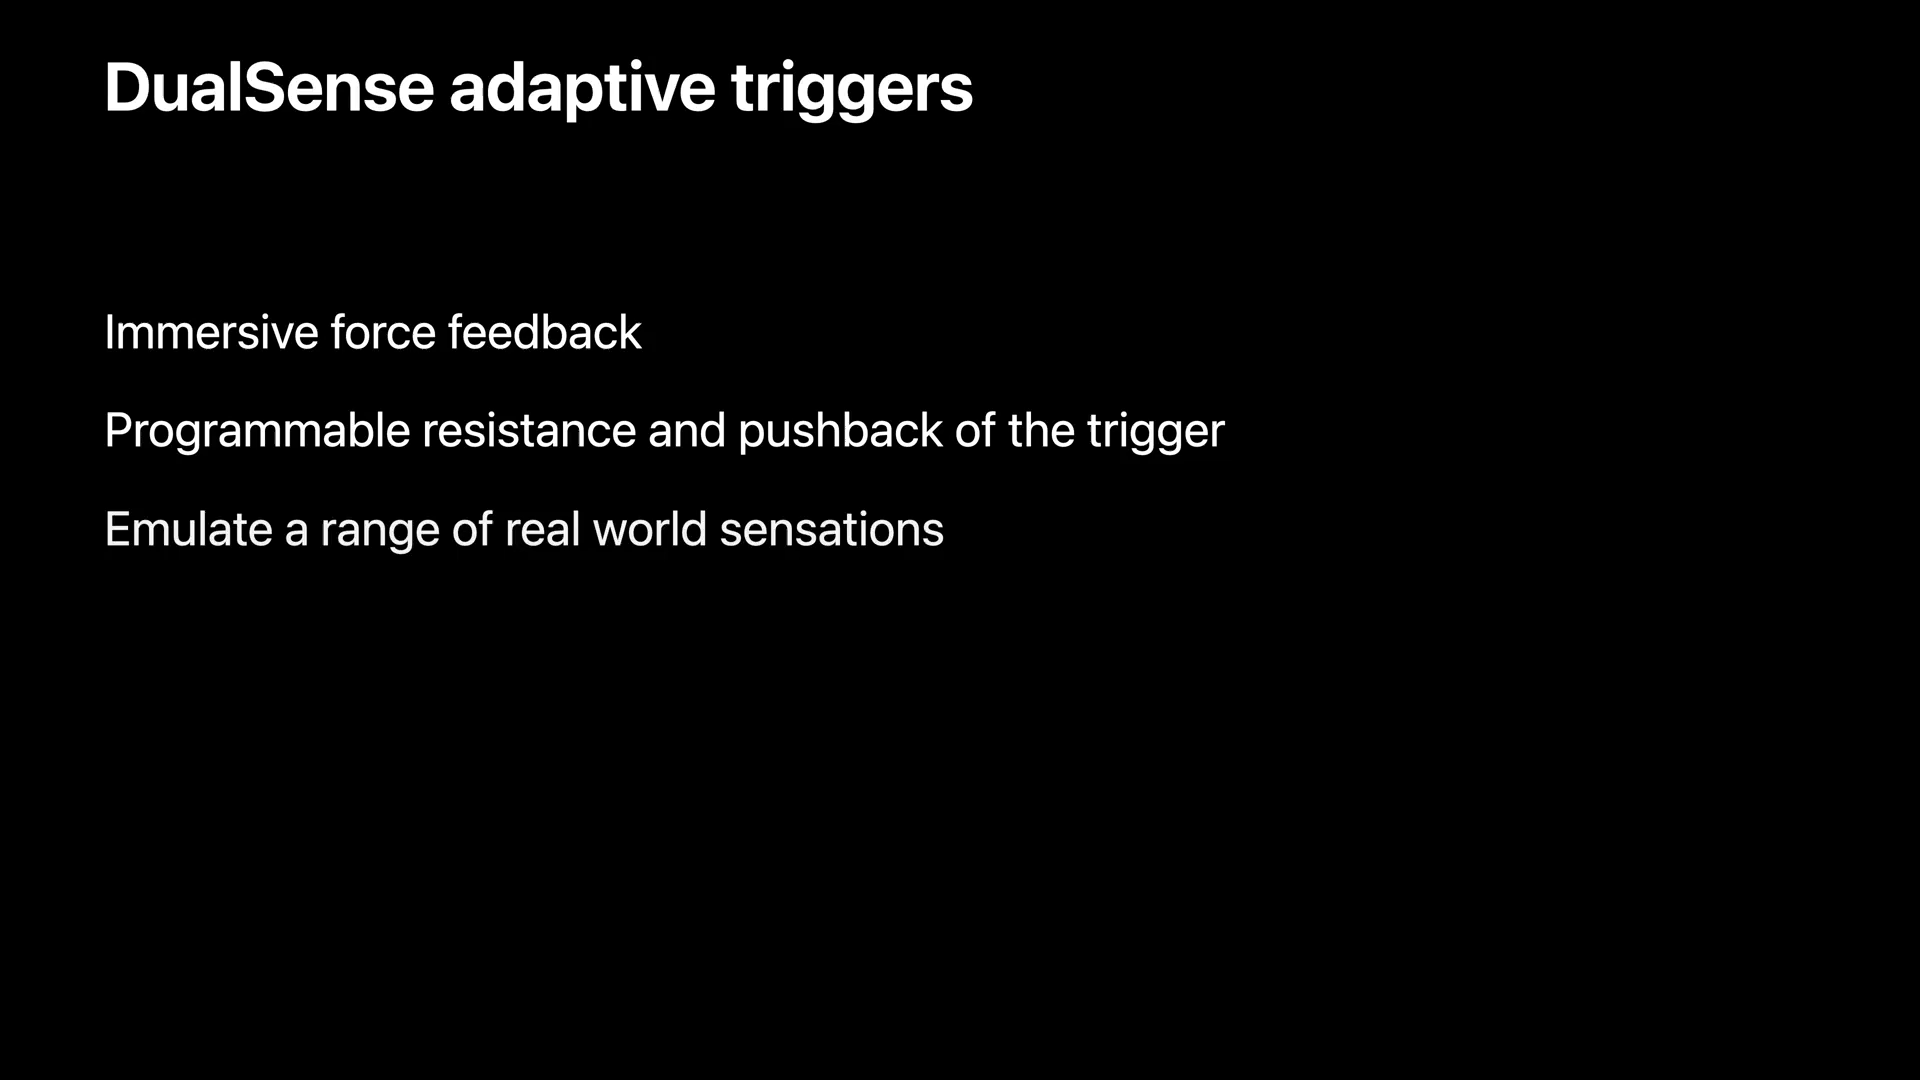 DualSense adaptive triggers
Immersive force feedback
Programmable resistance and pushback of the trigger
Emulate a range of real world sensations